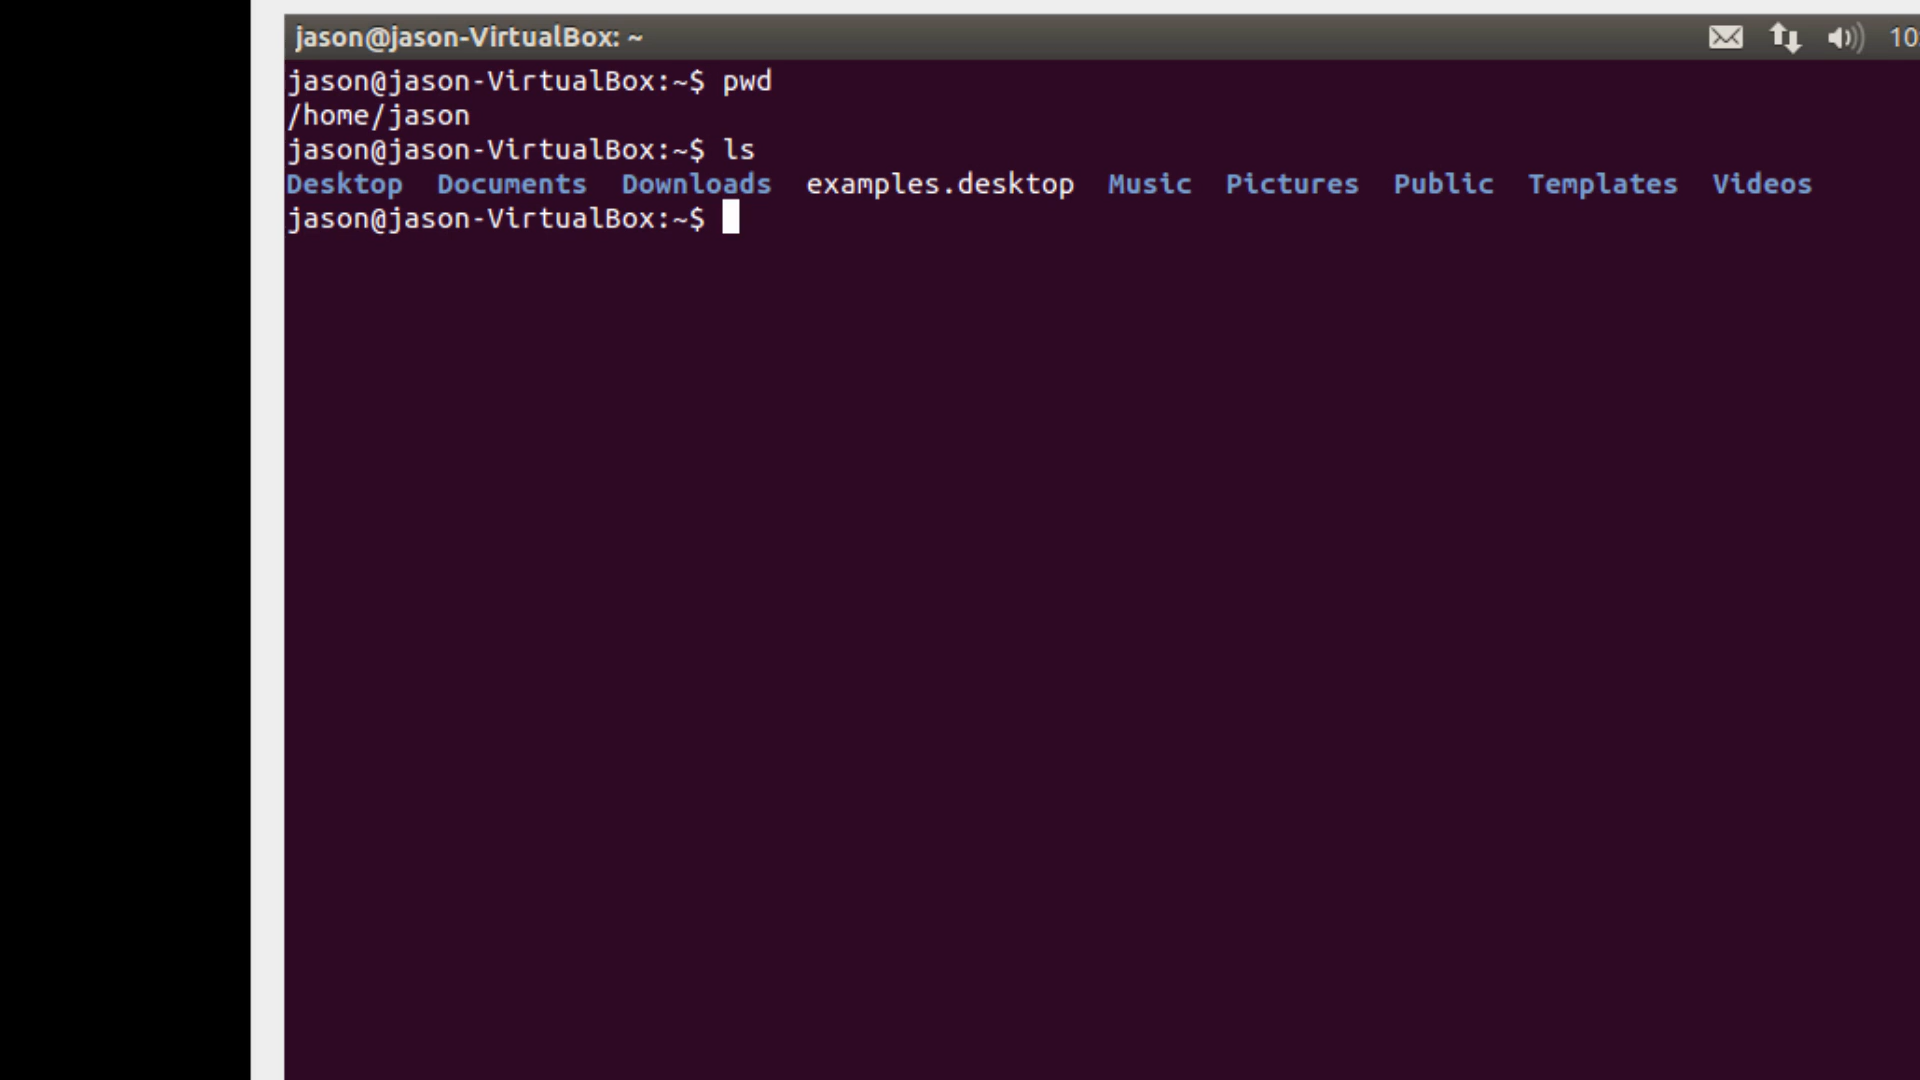 jason@jason-VirtualBox: ~ 10:
jason@jason-VirtualBox:~$ pwd
/home/jason
jason@jason-VirtualBox:~$ ls
Desktop Documents Downloads examples.desktop Music Pictures Public Templates Videos
jason@jason-VirtualBox:~$